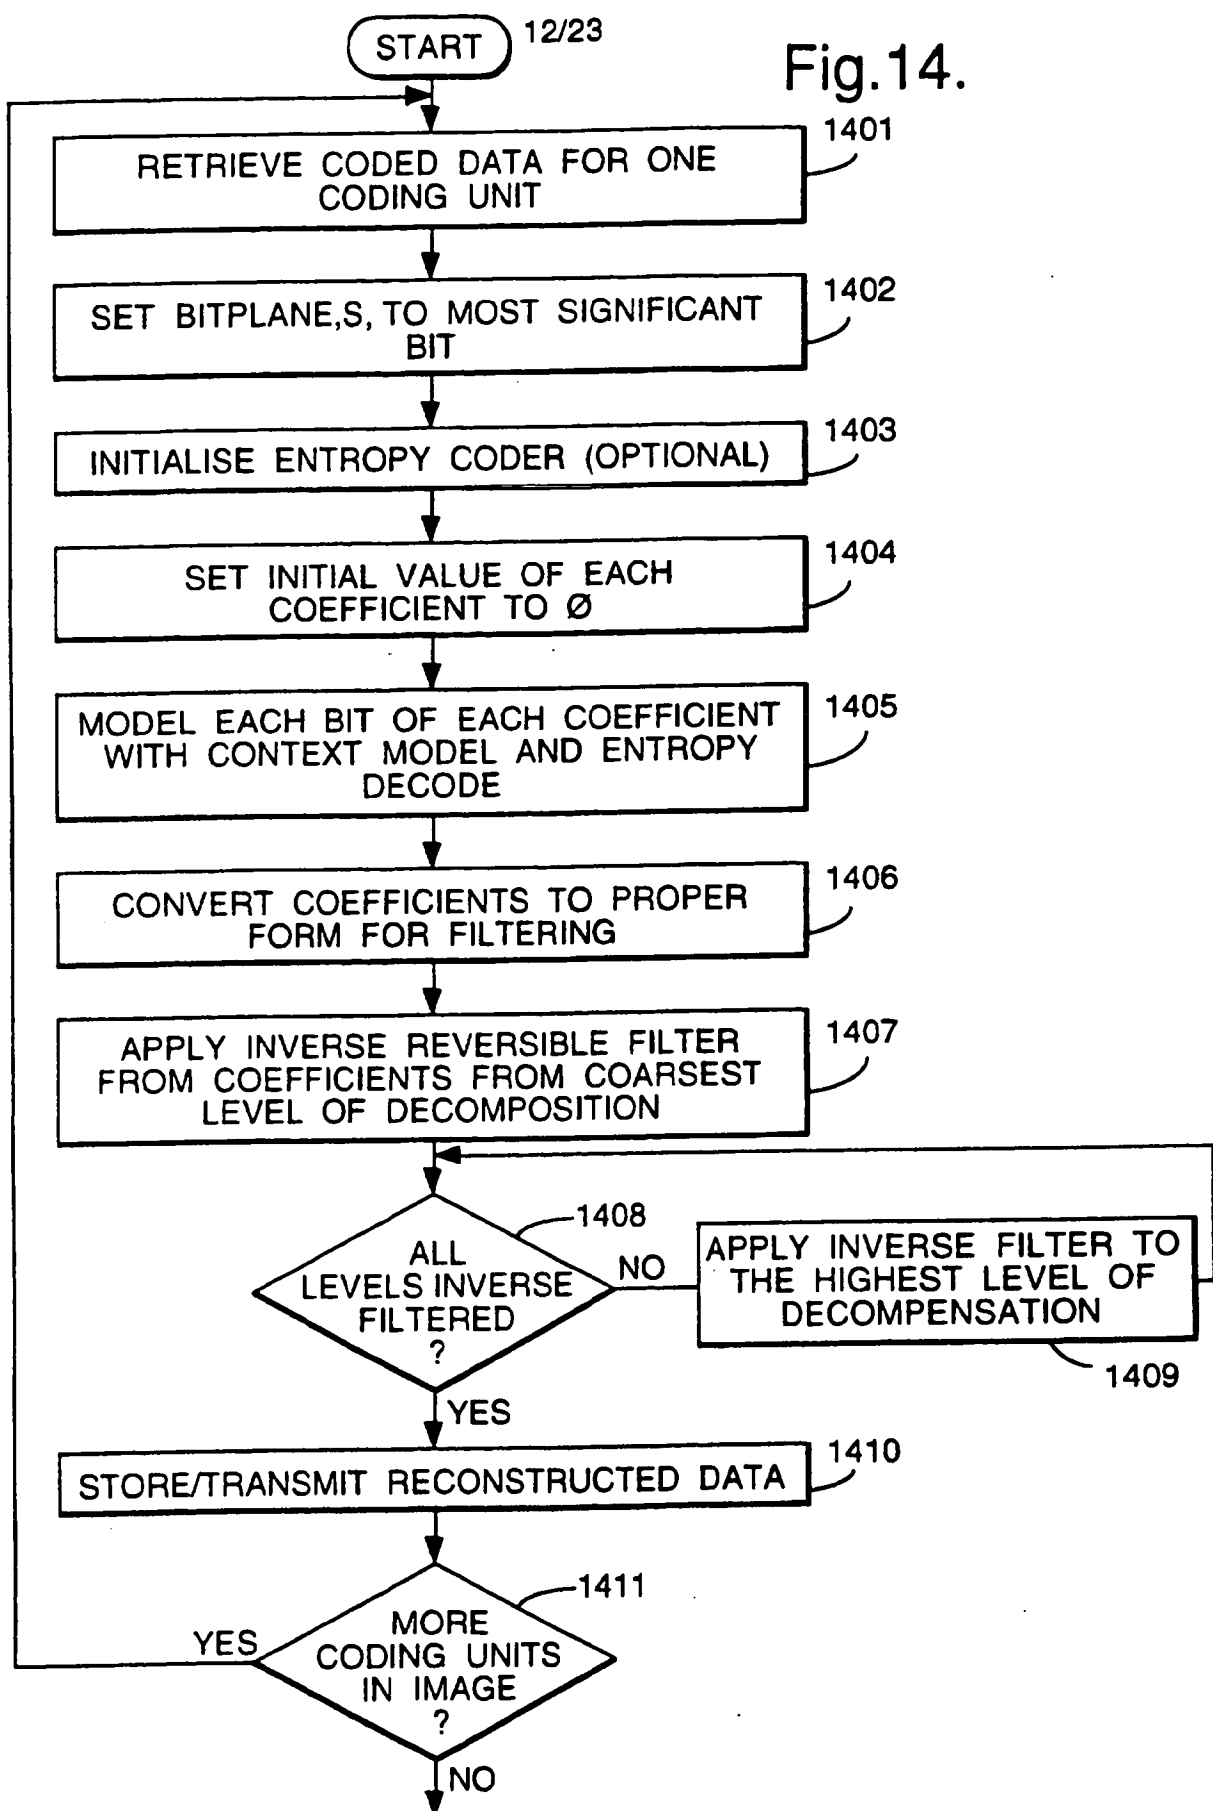 START
12/23
Fig.14.
1401
RETRIEVE CODED DATA FOR ONE
CODING UNIT
1402
SET BITPLANE,S, TO MOST SIGNIFICANT
BIT
1403
INITIALISE ENTROPY CODER (OPTIONAL)
1404
SET INITIAL VALUE OF EACH
COEFFICIENT TO Ø
1405
MODEL EACH BIT OF EACH COEFFICIENT
WITH CONTEXT MODEL AND ENTROPY
DECODE
1406
CONVERT COEFFICIENTS TO PROPER
FORM FOR FILTERING
1407
APPLY INVERSE REVERSIBLE FILTER
FROM COEFFICIENTS FROM COARSEST
LEVEL OF DECOMPOSITION
1408
ALL
LEVELS INVERSE
FILTERED
?
NO
APPLY INVERSE FILTER TO
THE HIGHEST LEVEL OF
DECOMPENSATION
1409
YES
1410
STORE/TRANSMIT RECONSTRUCTED DATA
1411
MORE
CODING UNITS
IN IMAGE
?
YES
NO